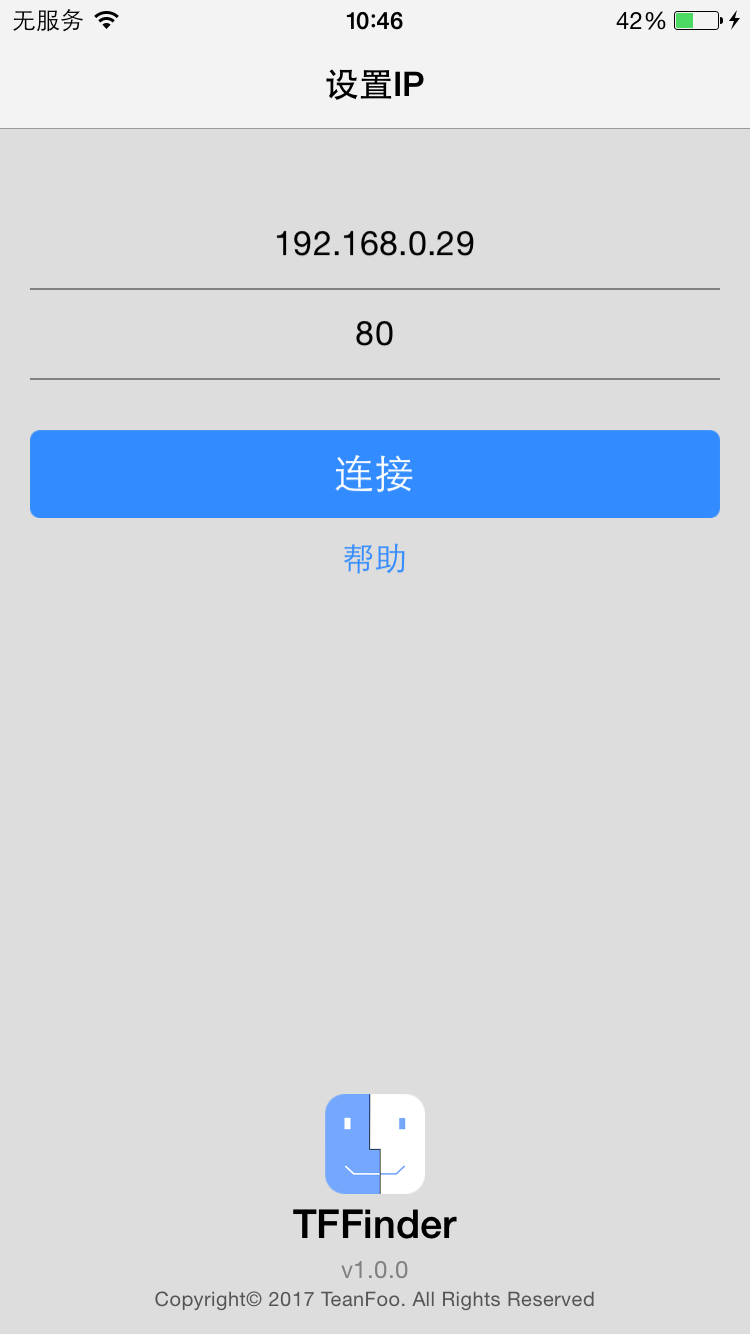 无服务 10:46 42%
设置IP
192.168.0.29
80
连接
帮助
TFFinder
v1.0.0
Copyright© 2017 TeanFoo. All Rights Reserved